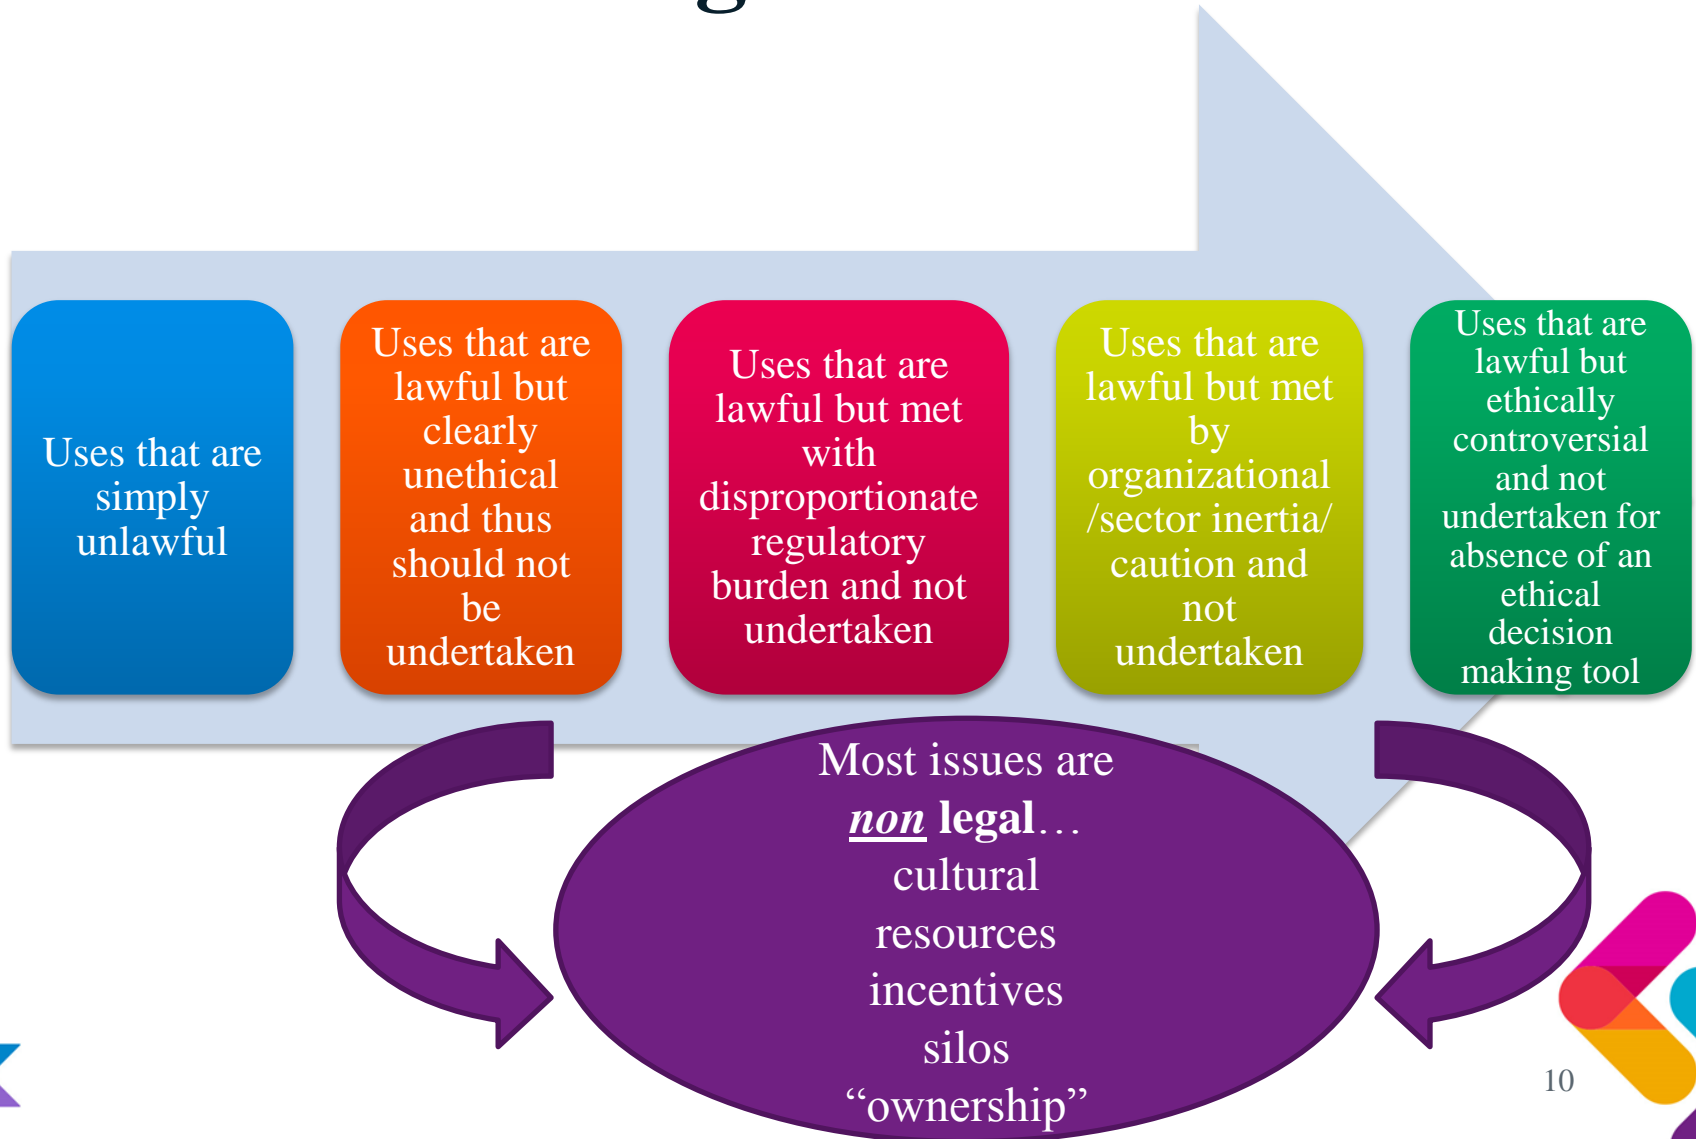 Uses that are
simply
unlawful
Uses that are
lawful but
clearly
unethical
and thus
should not
be
undertaken
Uses that are
lawful but met
with
disproportionate
regulatory
burden and not
undertaken
Uses that are
lawful but met
by
organizational
/sector inertia/
caution and
not
undertaken
Uses that are
lawful but
ethically
controversial
and not
undertaken for
absence of an
ethical
decision
making tool
Most issues are
non legal…
cultural
resources
incentives
silos
“ownership”
10